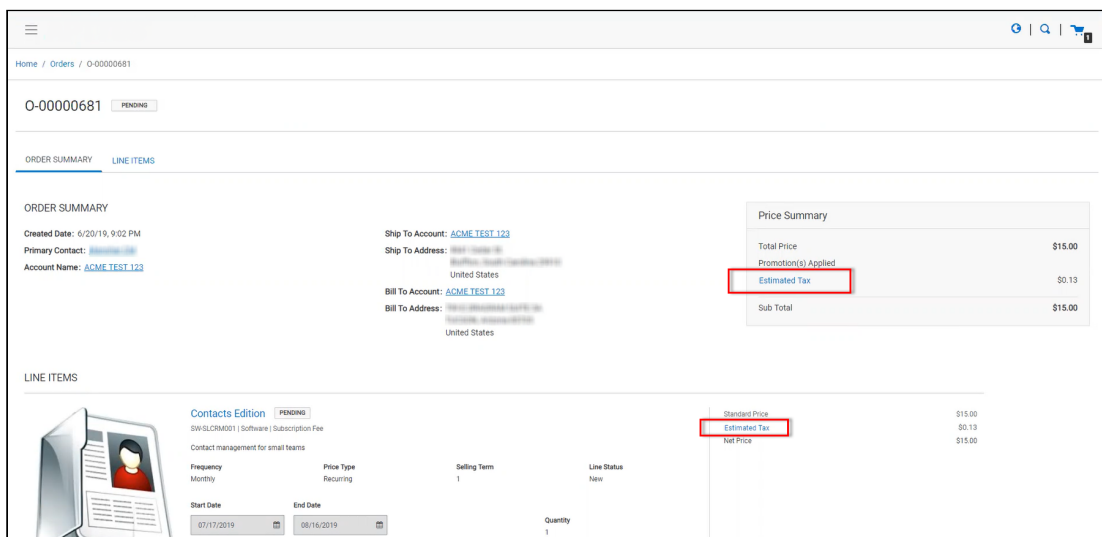 1
Home / Orders / O-00000681
O-00000681 PENDING
ORDER SUMMARY LINE ITEMS
ORDER SUMMARY
Created Date: 6/20/19, 9:02 PM
Primary Contact:
Account Name: ACME TEST 123
Ship To Account: ACME TEST 123
Ship To Address:
United States
Bill To Account: ACME TEST 123
Bill To Address:
United States
Price Summary
Total Price $15.00
Promotion(s) Applied
Estimated Tax $0.13
Sub Total $15.00
LINE ITEMS
Contacts Edition PENDING
SW-SLCRM001 | Software | Subscription Fee
Contact management for small teams
Frequency Price Type Selling Term Line Status
Monthly Recurring 1 New
Start Date End Date
07/17/2019 08/16/2019
Quantity
1
Standard Price $15.00
Estimated Tax $0.13
Net Price $15.00